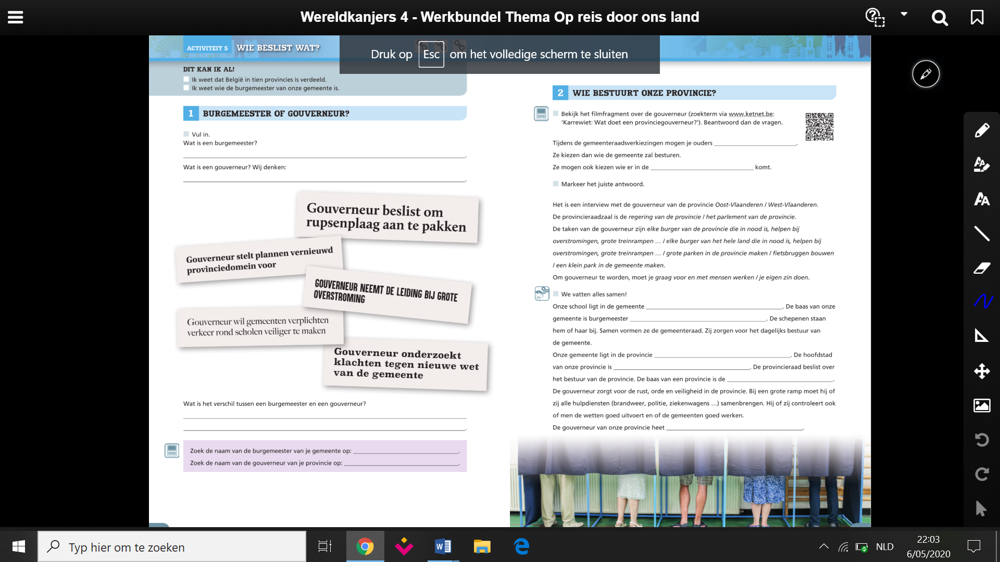 Wereldkanjers 4 - Werkbundel Thema Op reis door ons land
Druk op Esc om het volledige scherm te sluiten
ACTIVITEIT 5 WIE BESLIST WAT?
DIT KAN IK AL!
Ik weet dat België in tien provincies is verdeeld.
Ik weet wie de burgemeester van onze gemeente is.
1 BURGEMEESTER OF GOUVERNEUR?
Vul in.
Wat is een burgemeester?
.
Wat is een gouverneur? Wij denken:
.
Gouverneur beslist om
rupsenplaag aan te pakken
Gouverneur stelt plannen vernieuwd
provinciedomein voor
GOUVERNEUR NEEMT DE LEIDING BIJ GROTE
OVERSTROMING
Gouverneur wil gemeenten verplichten
verkeer rond scholen veiliger te maken
Gouverneur onderzoekt
klachten tegen nieuwe wet
van de gemeente
Wat is het verschil tussen een burgemeester en een gouverneur?
.
Zoek de naam van de burgemeester van je gemeente op: ____________________.
Zoek de naam van de gouverneur van je provincie op: ____________________.
2 WIE BESTUURT ONZE PROVINCIE?
Bekijk het filmfragment over de gouverneur (zoekterm via www.ketnet.be:
'Karrewiet: Wat doet een provinciegouverneur?'). Beantwoord dan de vragen.
Tijdens de gemeenteraadsverkiezingen mogen je ouders ____________________.
Ze kiezen dan wie de gemeente zal besturen.
Ze mogen ook kiezen wie er in de ____________________ komt.
Markeer het juiste antwoord.
Het is een interview met de gouverneur van de provincie Oost-Vlaanderen / West-Vlaanderen.
De provincieraadzaal is de regering van de provincie / het parlement van de provincie.
De taken van de gouverneur zijn elke burger van de provincie die in nood is, helpen bij
overstromingen, grote treinrampen ... / elke burger van het hele land die in nood is, helpen bij
overstromingen, grote treinrampen ... / grote parken in de provincie maken / fietsbruggen bouwen
/ een klein park in de gemeente maken.
Om gouverneur te worden, moet je graag voor en met mensen werken / je eigen zin doen.
We vatten alles samen!
Onze school ligt in de gemeente ____________________. De baas van onze
gemeente is burgemeester ____________________. De schepenen staan
hem of haar bij. Samen vormen ze de gemeenteraad. Zij zorgen voor het dagelijks bestuur van
de gemeente.
Onze gemeente ligt in de provincie ____________________. De hoofdstad
van onze provincie is ____________________. De provincieraad beslist over
het bestuur van de provincie. De baas van een provincie is de ____________________.
De gouverneur zorgt voor de rust, orde en veiligheid in de provincie. Bij een grote ramp moet hij of
zij alle hulpdiensten (brandweer, politie, ziekenwagens ...) samenbrengen. Hij of zij controleert ook
of men de wetten goed uitvoert en of de gemeenten goed werken.
De gouverneur van onze provincie heet ____________________.
Typ hier om te zoeken
NLD
22:03
6/05/2020